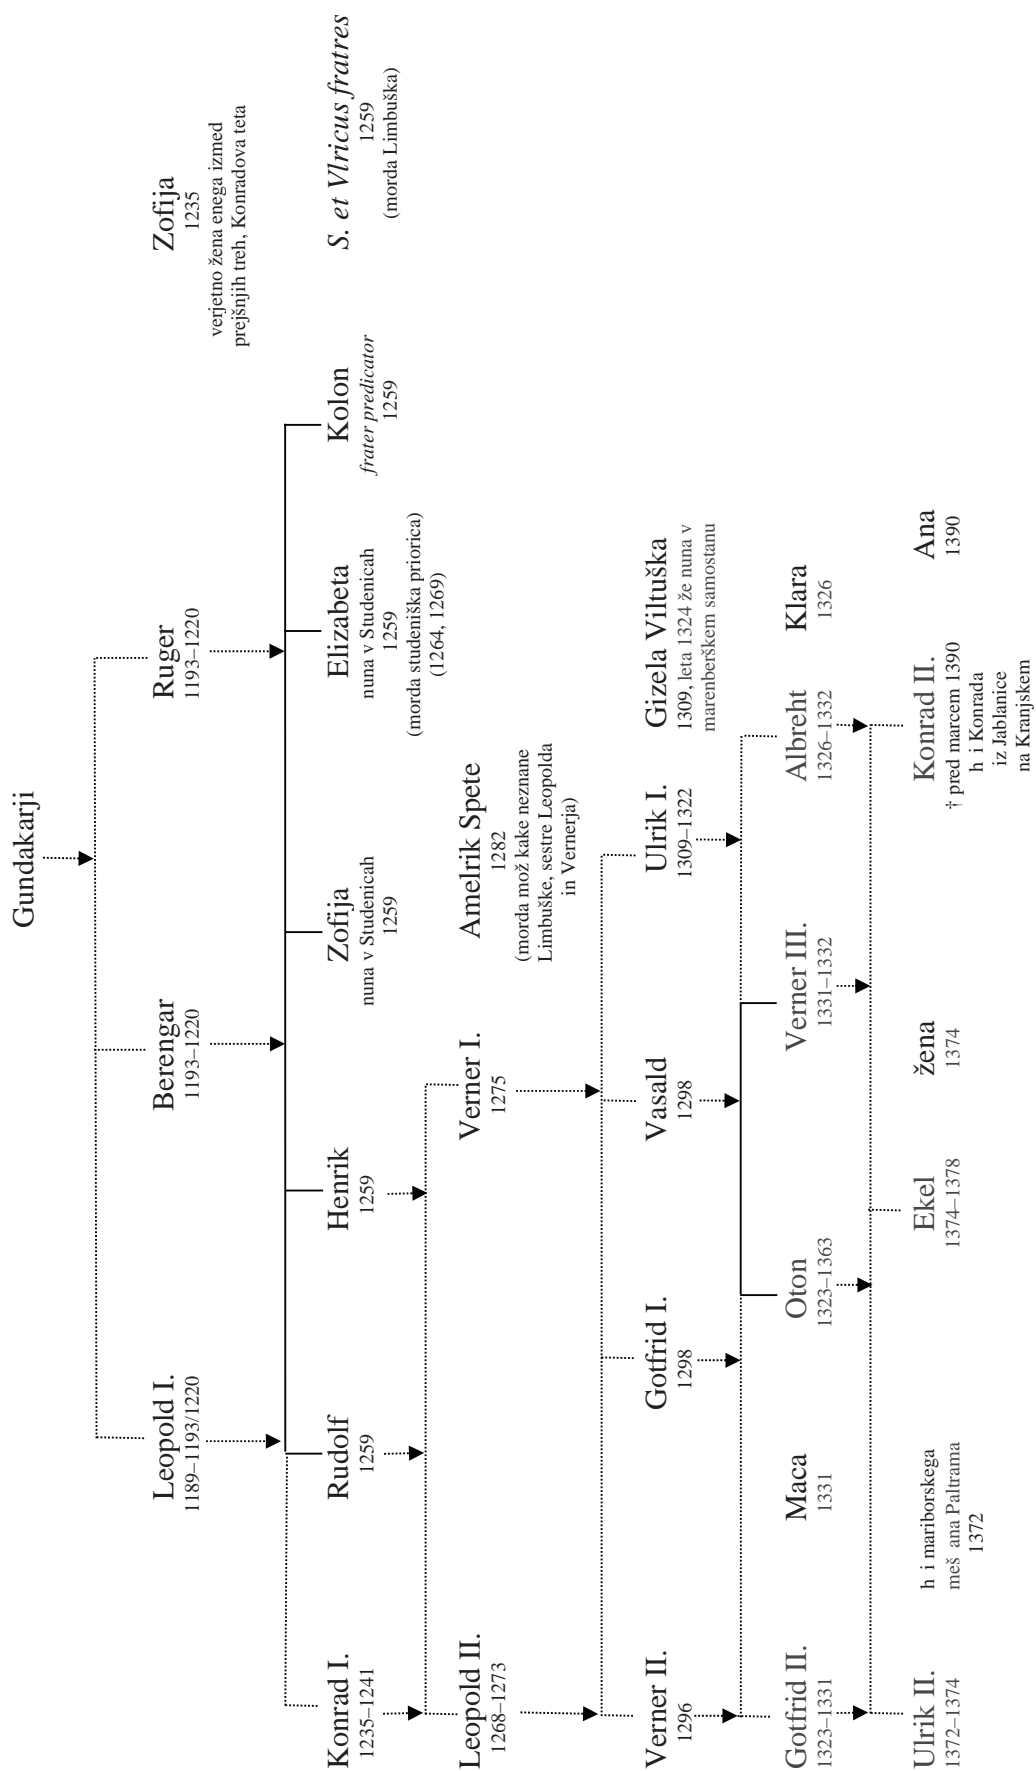 Gundakarji
Leopold I.
1189–1193/1220
Berengar
1193–1220
Ruger
1193–1220
Zofija
1235
verjetno žena enega izmed
prejšnjih treh, Konradova teta
Konrad I.
1235–1241
Rudolf
1259
Henrik
1259
Zofija
nuna v Studenicah
1259
Elizabeta
nuna v Studenicah
1259
(morda studeniška priorica)
(1264, 1269)
Kolon
frater predicator
1259
S. et Vlricus fratres
1259
(morda Limbuška)
Leopold II.
1268–1273
Verner I.
1275
Amelrik Spete
1282
(morda mož kake neznane
Limbuške, sestre Leopolda
in Vernerja)
Verner II.
1296
Gotfrid I.
1298
Vasald
1298
Ulrik I.
1309–1322
Gizela Viltuška
1309, leta 1324 že nuna v
marenberškem samostanu
Gotfrid II.
1323–1331
Maca
1331
Oton
1323–1363
Verner III.
1331–1332
Albreht
1326–1332
Klara
1326
Ulrik II.
1372–1374
h i mariborskega
meš ana Paltrama
1372
Ekel
1374–1378
žena
1374
Konrad II.
† pred marcem 1390
h i Konrada
iz Jablanice
na Kranjskem
Ana
1390